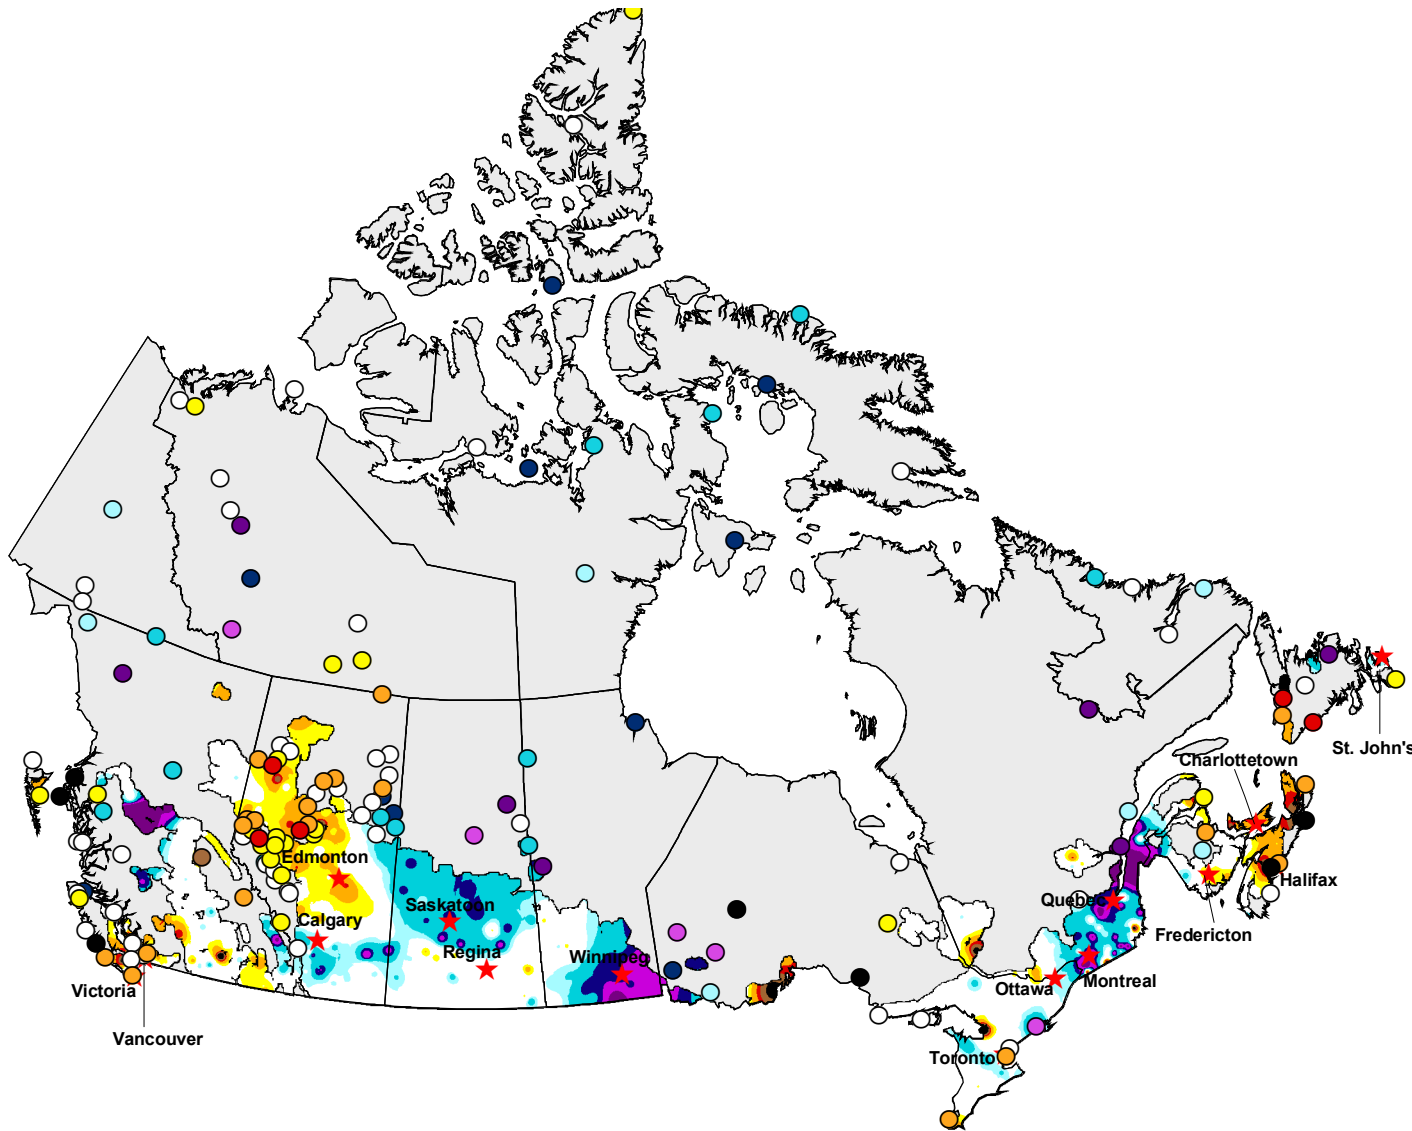 St. John's
Charlottetown
Edmonton
Halifax
Saskatoon
Quebec
Calgary
Fredericton
Regina
Winnipeg
Montreal
Ottawa
Victoria
Vancouver
Toronto